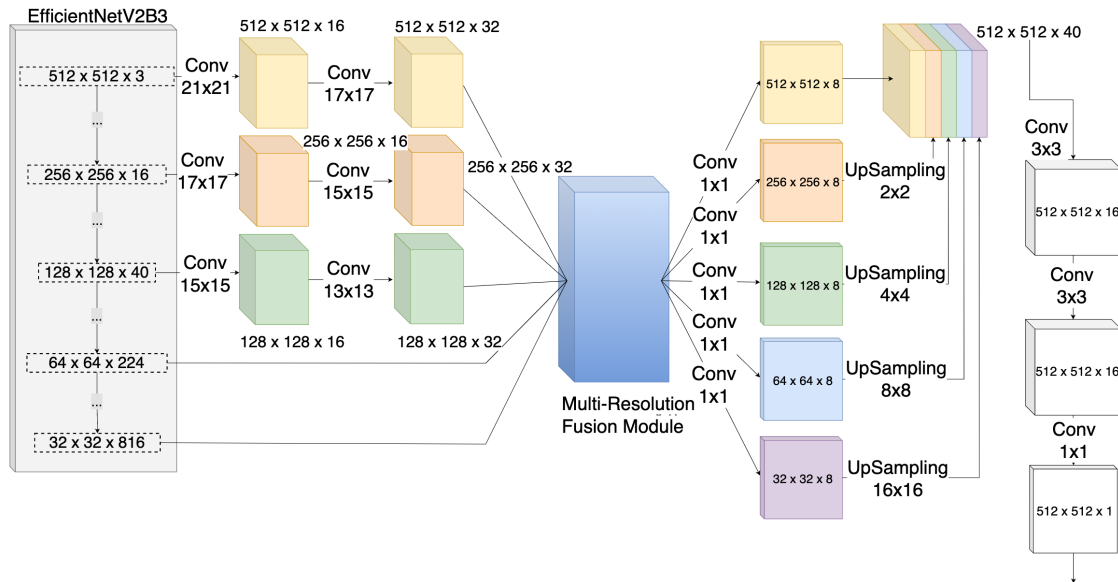 EfficientNetV2B3
512 x 512 x 3
...
256 x 256 x 16
...
128 x 128 x 40
...
64 x 64 x 224
...
32 x 32 x 816
Conv
21x21
512 x 512 x 16
Conv
17x17
512 x 512 x 32
Conv
17x17
256 x 256 x 16
Conv
15x15
256 x 256 x 32
Conv
15x15
128 x 128 x 16
Conv
13x13
128 x 128 x 32
Multi-Resolution
Fusion Module
Conv
1x1
Conv
1x1
Conv
1x1
Conv
1x1
Conv
1x1
512 x 512 x 8
256 x 256 x 8
128 x 128 x 8
64 x 64 x 8
32 x 32 x 8
UpSampling
2x2
UpSampling
4x4
UpSampling
8x8
UpSampling
16x16
512 x 512 x 40
Conv
3x3
512 x 512 x 16
Conv
3x3
512 x 512 x 16
Conv
1x1
512 x 512 x 1